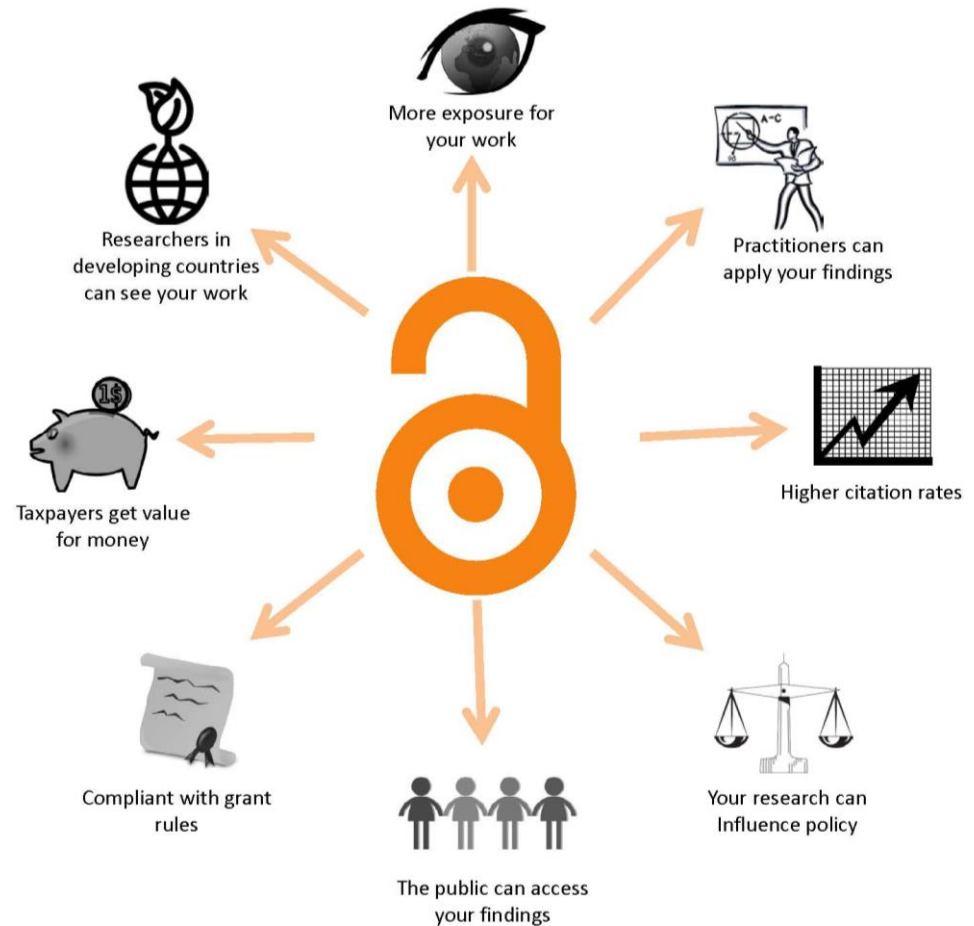 More exposure for
your work
A-C
Practitioners can
apply your findings
Higher citation rates
Your research can
Influence policy
The public can access
your findings
Compliant with grant
rules
1$
Taxpayers get value
for money
Researchers in
developing countries
can see your work